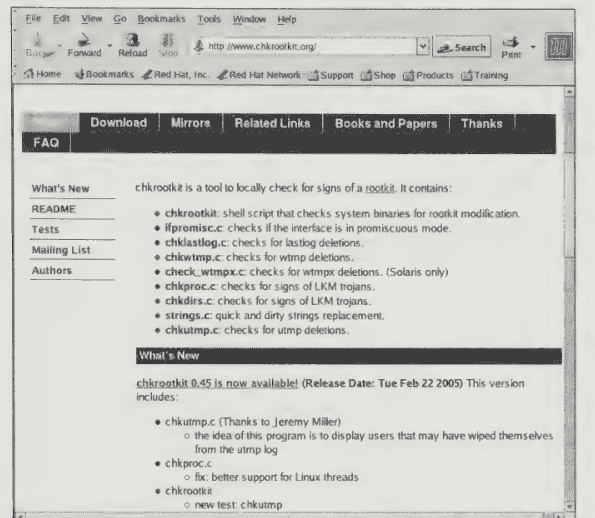 File Edit View Go Bookmarks Tools Window Help
Back Forward Reload Stop http://www.chkrootkit.org/ Search Print
Home Bookmarks Red Hat, Inc. Red Hat Network Support Shop Products Training
Download Mirrors Related Links Books and Papers Thanks
FAQ
What's New
README
Tests
Mailing List
Authors
chkrootkit is a tool to locally check for signs of a rootkit. It contains:
chkrootkit: shell script that checks system binaries for rootkit modification.
ifpromisc.c: checks if the interface is in promiscuous mode.
chklastlog.c: checks for lastlog deletions.
chkwtmp.c: checks for wtmp deletions.
check_wtmpx.c: checks for wtmpx deletions. (Solaris only)
chkproc.c: checks for signs of LKM trojans.
chkdirs.c: checks for signs of LKM trojans.
strings.c: quick and dirty strings replacement.
chkutmp.c: checks for utmp deletions.
What's New
chkrootkit 0.45 is now available! (Release Date: Tue Feb 22 2005) This version
includes:
chkutmp.c (Thanks to Jeremy Miller)
the idea of this program is to display users that may have wiped themselves
from the utmp log
chkproc.c
fix: better support for Linux threads
chkrootkit
new test: chkutmp